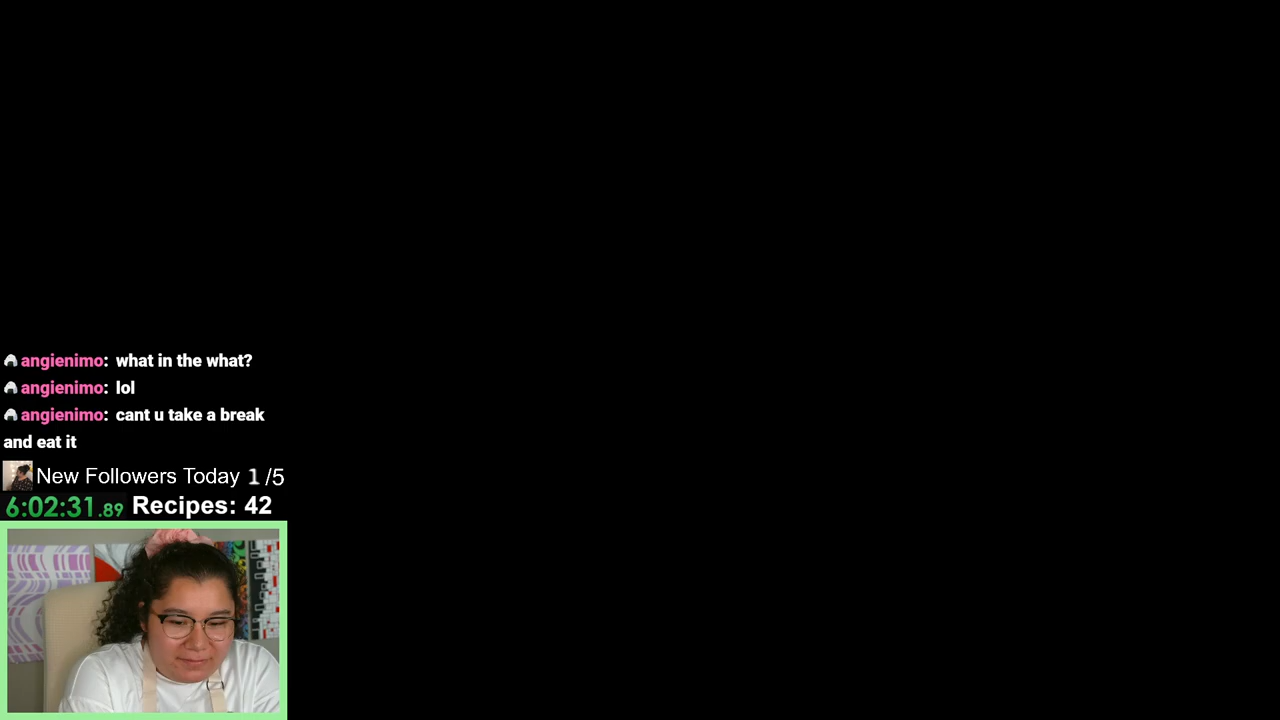 angienimo: what in the what?
angienimo: lol
angienimo: cant u take a break
and eat it
New Followers Today 1 /5
6:02:31.89 Recipes: 42